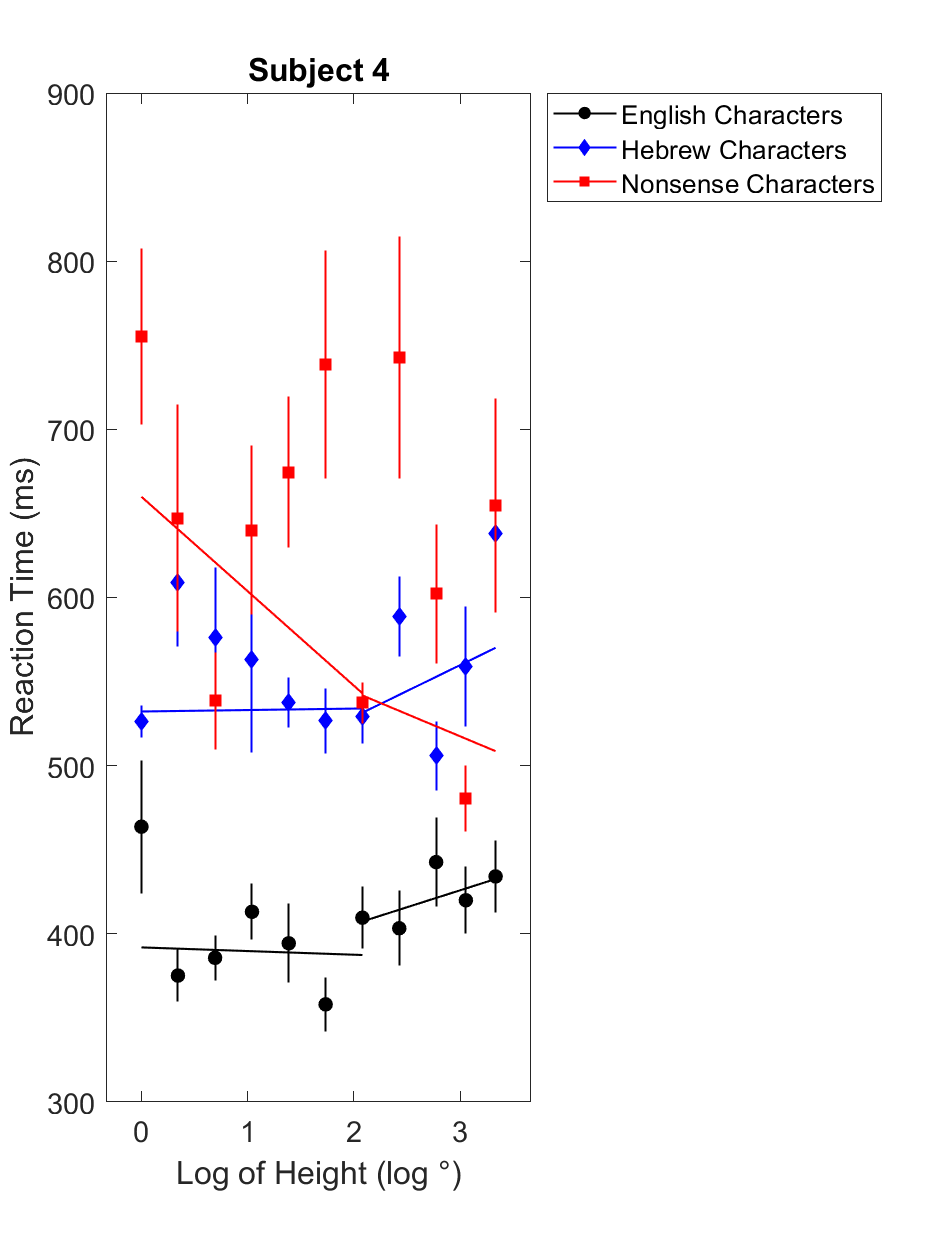 Subject 4
900
800
700
600
500
400
300
0 1 2 3
Reaction Time (ms)
Log of Height (log °)
English Characters
Hebrew Characters
Nonsense Characters